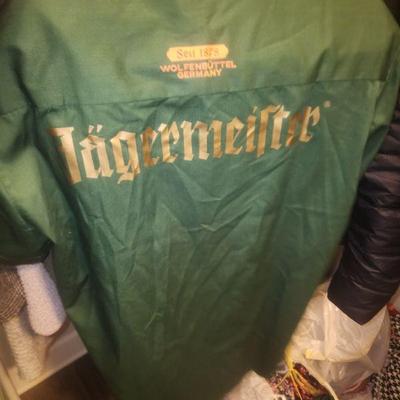 Seit 1878
WOLFENBÜTTEL
GERMANY
Jägermeiſter®